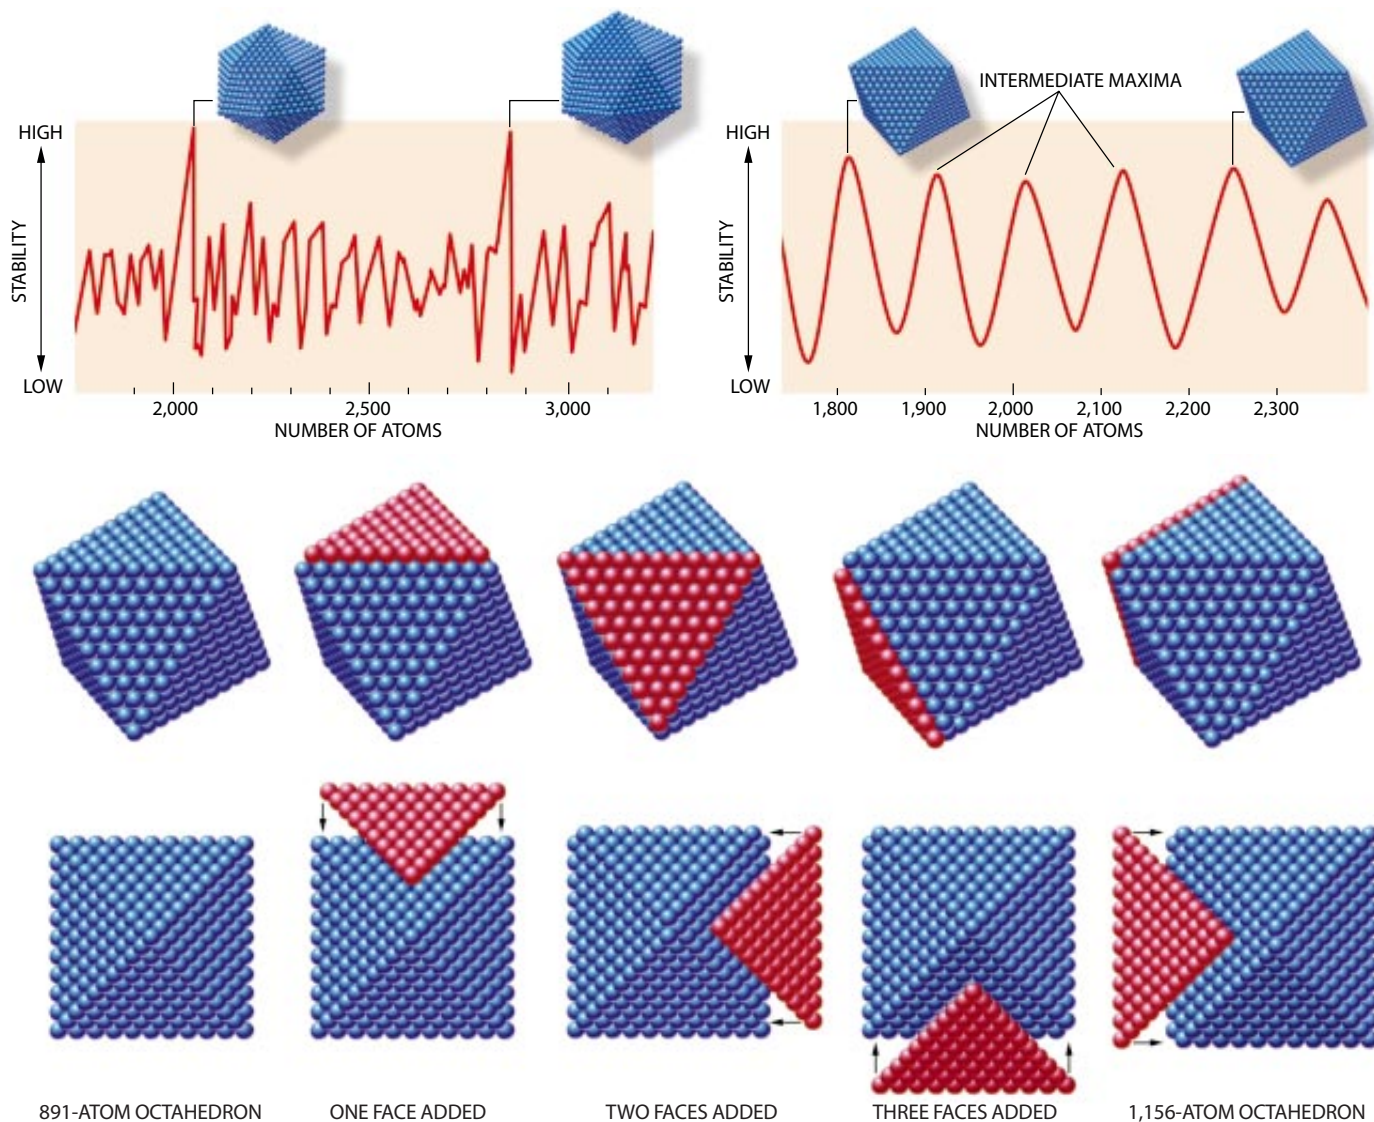 HIGH
STABILITY
LOW
2,000 2,500 3,000
NUMBER OF ATOMS
INTERMEDIATE MAXIMA
HIGH
STABILITY
LOW
1,800 1,900 2,000 2,100 2,200 2,300
NUMBER OF ATOMS
891-ATOM OCTAHEDRON
ONE FACE ADDED
TWO FACES ADDED
THREE FACES ADDED
1,156-ATOM OCTAHEDRON